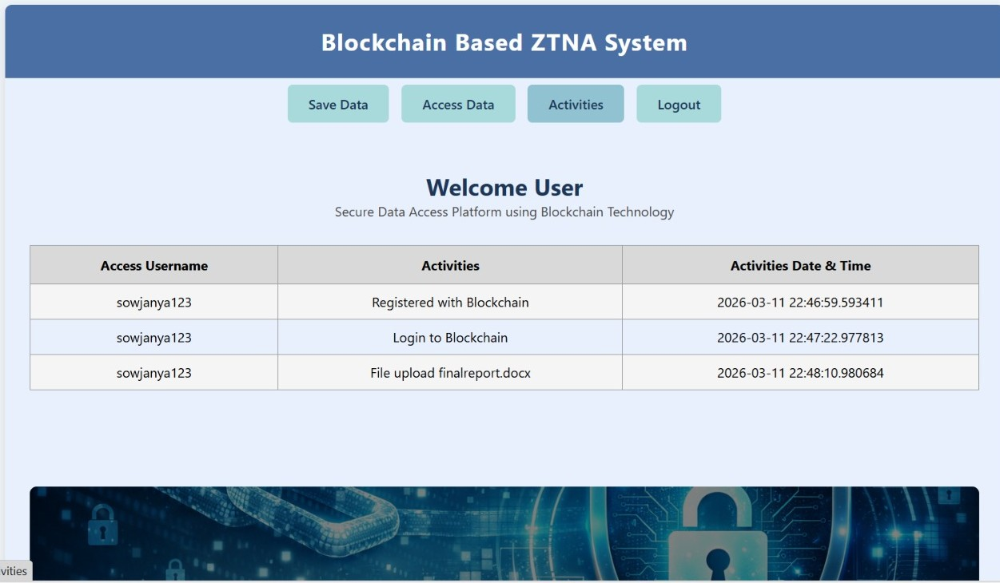 Blockchain Based ZTNA System
Save Data Access Data Activities Logout
Welcome User
Secure Data Access Platform using Blockchain Technology
Access Username Activities Activities Date & Time
sowjanya123 Registered with Blockchain 2026-03-11 22:46:59.593411
sowjanya123 Login to Blockchain 2026-03-11 22:47:22.977813
sowjanya123 File upload finalreport.docx 2026-03-11 22:48:10.980684
vities